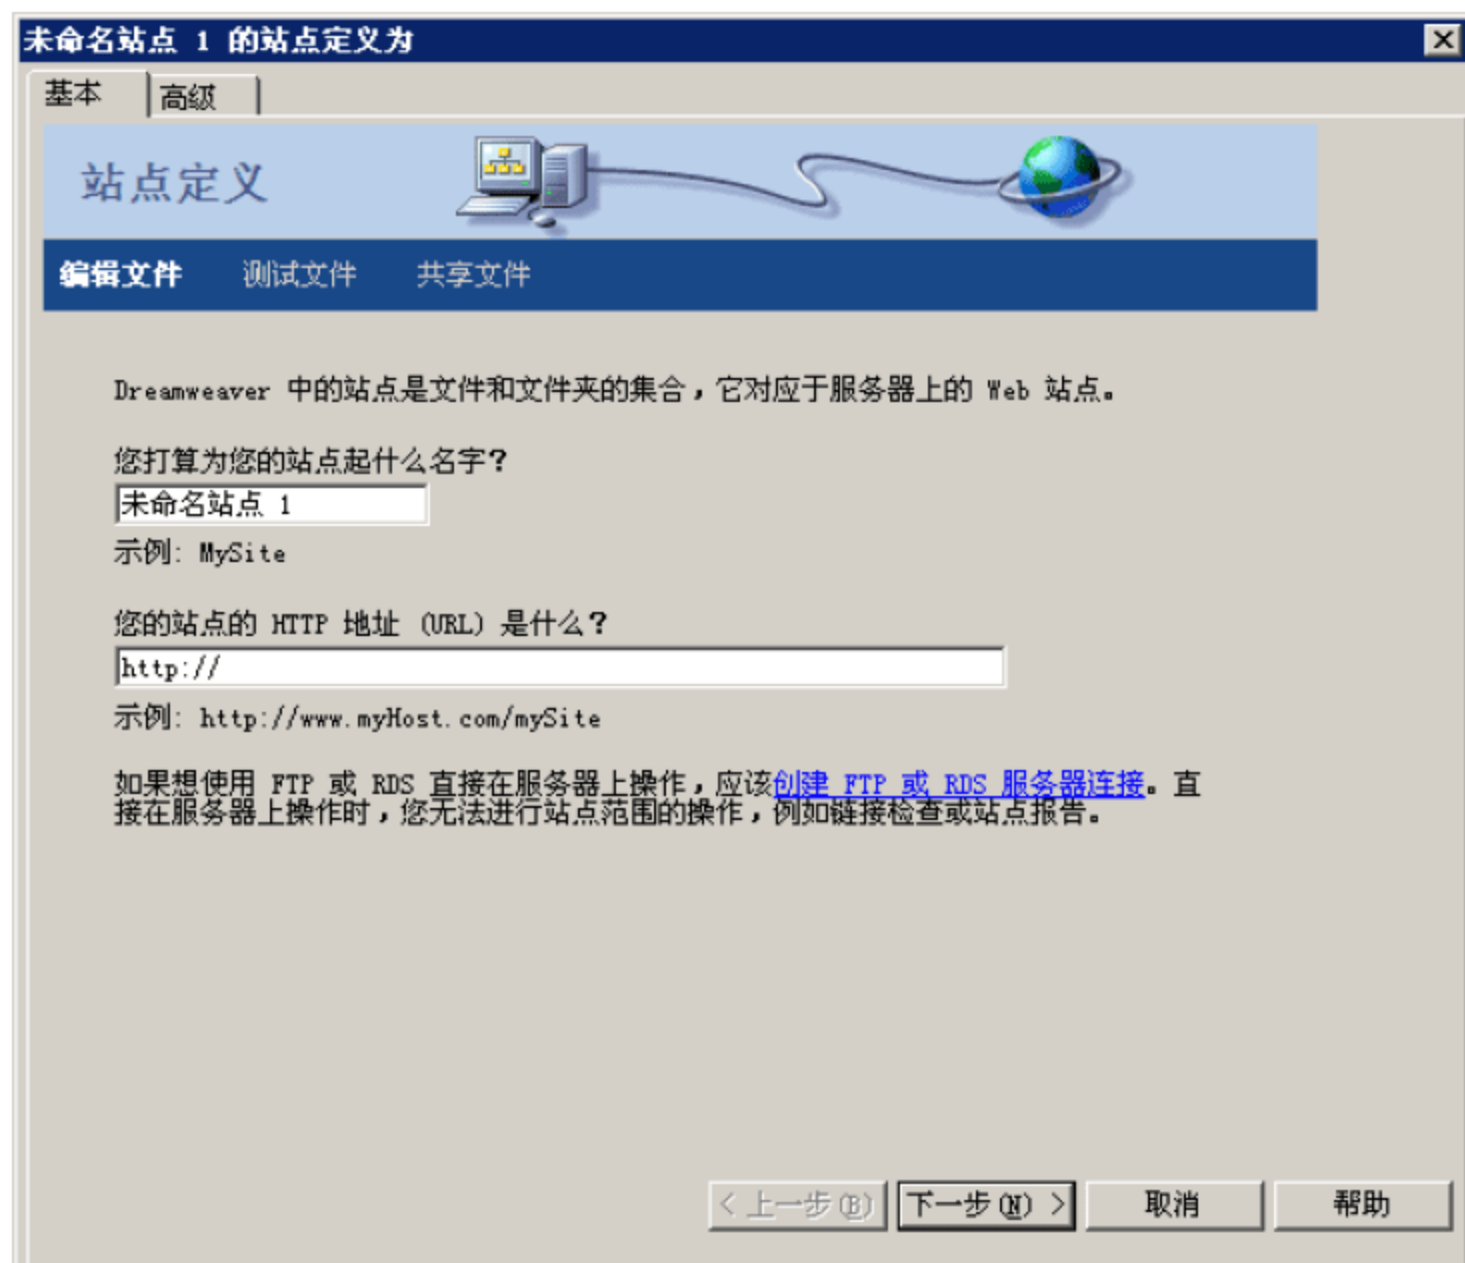 未命名站点 1 的站点定义为
基本 高级
站点定义
编辑文件 测试文件 共享文件
Dreamweaver 中的站点是文件和文件夹的集合，它对应于服务器上的 Web 站点。
您打算为您的站点起什么名字？
未命名站点 1
示例: MySite
您的站点的 HTTP 地址 (URL) 是什么？
http://
示例: http://www.myHost.com/mySite
如果想使用 FTP 或 RDS 直接在服务器上操作，应该创建 FTP 或 RDS 服务器连接。直
接在服务器上操作时，您无法进行站点范围的操作，例如链接检查或站点报告。
< 上一步(B) 下一步(N) > 取消 帮助